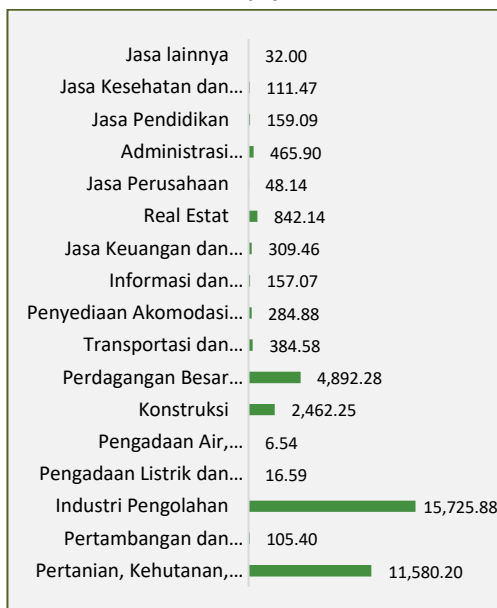 Jasa lainnya 32.00
Jasa Kesehatan dan... 111.47
Jasa Pendidikan 159.09
Administrasi... 465.90
Jasa Perusahaan 48.14
Real Estat 842.14
Jasa Keuangan dan... 309.46
Informasi dan... 157.07
Penyediaan Akomodasi... 284.88
Transportasi dan... 384.58
Perdagangan Besar... 4,892.28
Konstruksi 2,462.25
Pengadaan Air,... 6.54
Pengadaan Listrik dan... 16.59
Industri Pengolahan 15,725.88
Pertambangan dan... 105.40
Pertanian, Kehutanan,... 11,580.20